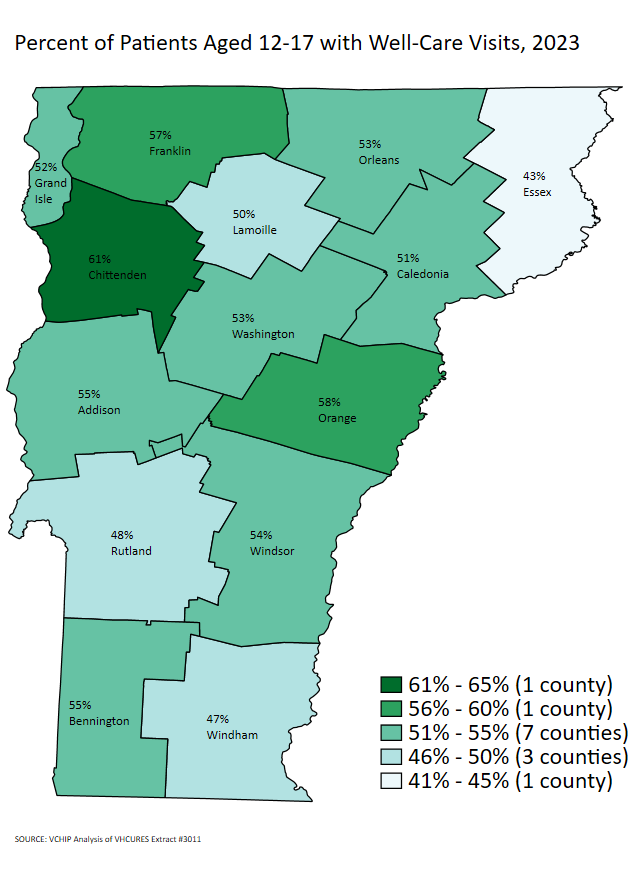 Percent of Patients Aged 12-17 with Well-Care Visits, 2023
57%
Franklin
53%
Orleans
52%
Grand
Isle
43%
Essex
50%
Lamoille
61%
Chittenden
51%
Caledonia
53%
Washington
55%
Addison
58%
Orange
48%
Rutland
54%
Windsor
55%
Bennington
47%
Windham
61% - 65% (1 county)
56% - 60% (1 county)
51% - 55% (7 counties)
46% - 50% (3 counties)
41% - 45% (1 county)
SOURCE: VCHIP Analysis of VHCURES Extract #3011